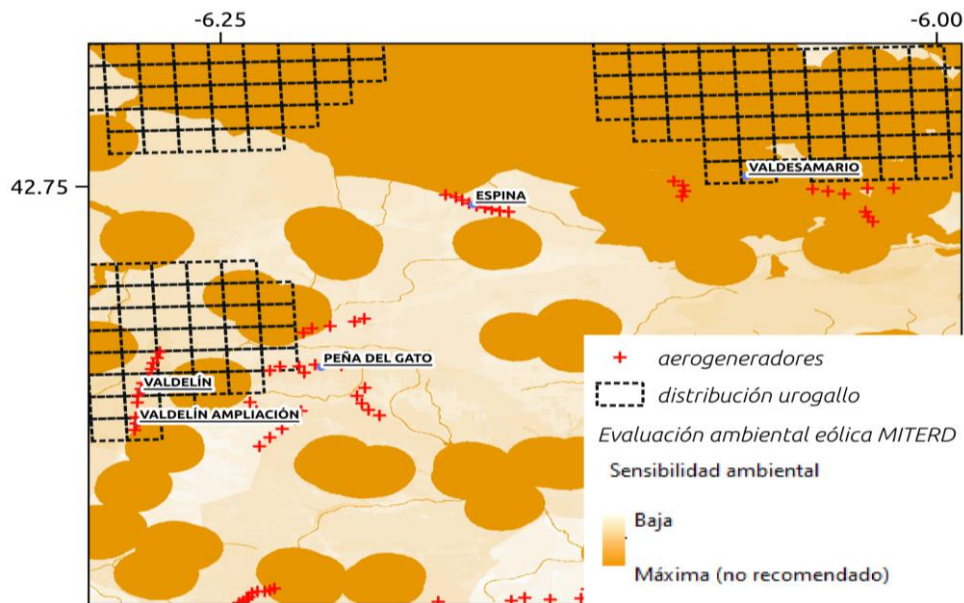 -6.25
-6.00
42.75
VALDESAMARIO
ESPINA
PEÑA DEL GATO
VALDELÍN
VALDELÍN AMPLIACIÓN
aerogeneradores
distribución urogallo
Evaluación ambiental eólica MITERD
Sensibilidad ambiental
Baja
Máxima (no recomendado)